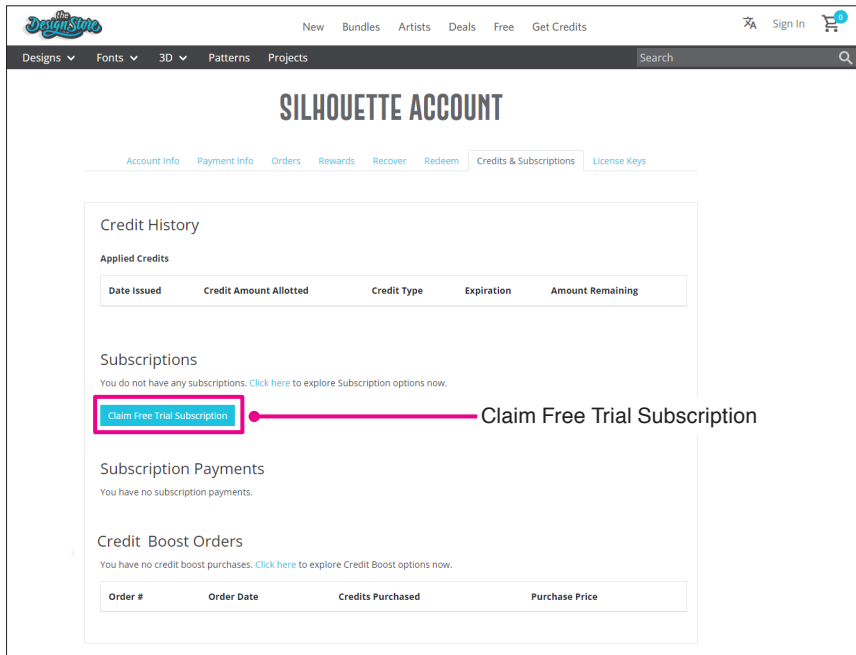 the
Design Store
New Bundles Artists Deals Free Get Credits
Sign In
0
Designs Fonts 3D Patterns Projects
Search
SILHOUETTE ACCOUNT
Account Info Payment Info Orders Rewards Recover Redeem Credits & Subscriptions License Keys
Credit History
Applied Credits
Date Issued Credit Amount Allotted Credit Type Expiration Amount Remaining
Subscriptions
You do not have any subscriptions. Click here to explore Subscription options now.
Claim Free Trial Subscription
Claim Free Trial Subscription
Subscription Payments
You have no subscription payments.
Credit Boost Orders
You have no credit boost purchases. Click here to explore Credit Boost options now.
Order # Order Date Credits Purchased Purchase Price